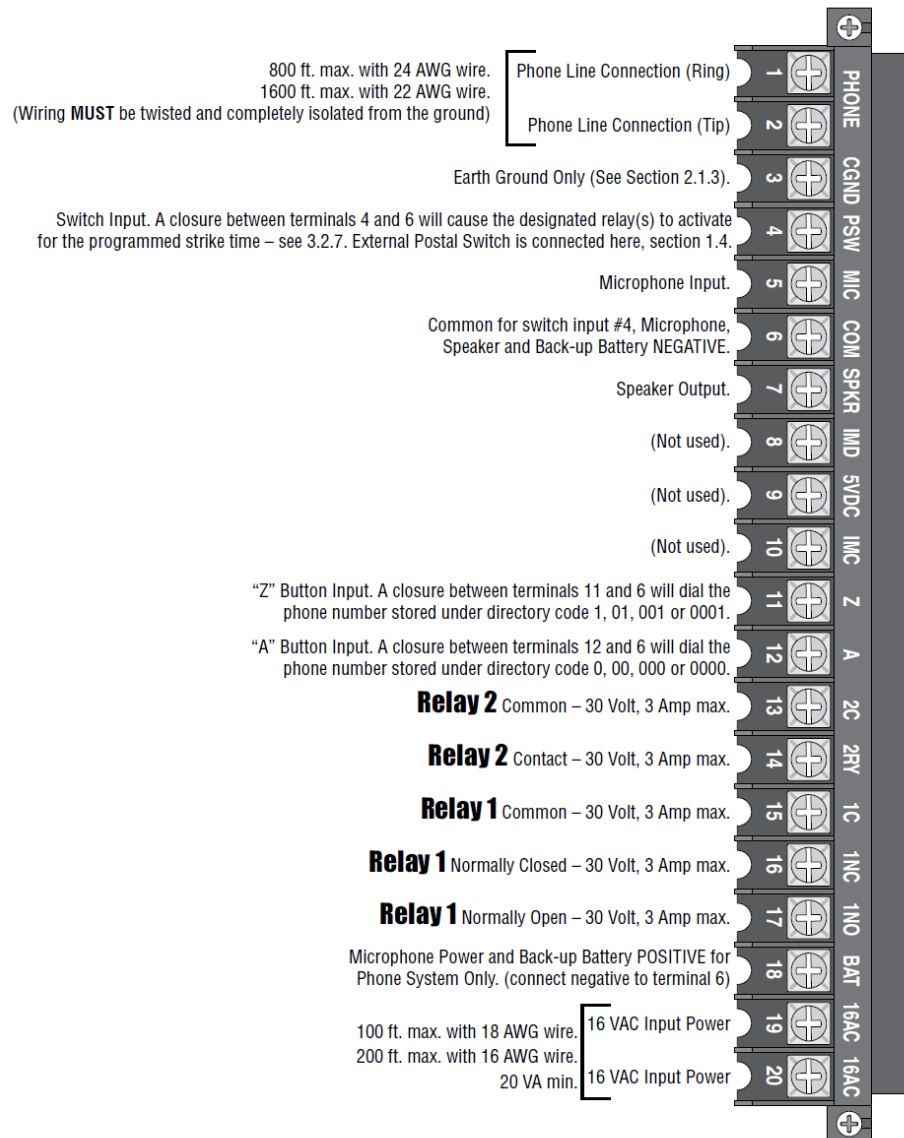 800 ft. max. with 24 AWG wire.
1600 ft. max. with 22 AWG wire.
(Wiring MUST be twisted and completely isolated from the ground)
Phone Line Connection (Ring)
Phone Line Connection (Tip)
1
2
PHONE
Earth Ground Only (See Section 2.1.3).
3
CGND
Switch Input. A closure between terminals 4 and 6 will cause the designated relay(s) to activate
for the programmed strike time – see 3.2.7. External Postal Switch is connected here, section 1.4.
4
PSW
Microphone Input.
5
MIC
Common for switch input #4, Microphone,
Speaker and Back-up Battery NEGATIVE.
6
COM
Speaker Output.
7
SPKR
(Not used).
8
IMD
(Not used).
9
5VDC
(Not used).
10
IMC
“Z” Button Input. A closure between terminals 11 and 6 will dial the
phone number stored under directory code 1, 01, 001 or 0001.
11
Z
“A” Button Input. A closure between terminals 12 and 6 will dial the
phone number stored under directory code 0, 00, 000 or 0000.
12
A
Relay 2 Common – 30 Volt, 3 Amp max.
13
2C
Relay 2 Contact – 30 Volt, 3 Amp max.
14
2RY
Relay 1 Common – 30 Volt, 3 Amp max.
15
1C
Relay 1 Normally Closed – 30 Volt, 3 Amp max.
16
1NC
Relay 1 Normally Open – 30 Volt, 3 Amp max.
17
1NO
Microphone Power and Back-up Battery POSITIVE for
Phone System Only. (connect negative to terminal 6)
18
BAT
100 ft. max. with 18 AWG wire.
200 ft. max. with 16 AWG wire.
20 VA min.
16 VAC Input Power
19
16AC
16 VAC Input Power
20
16AC